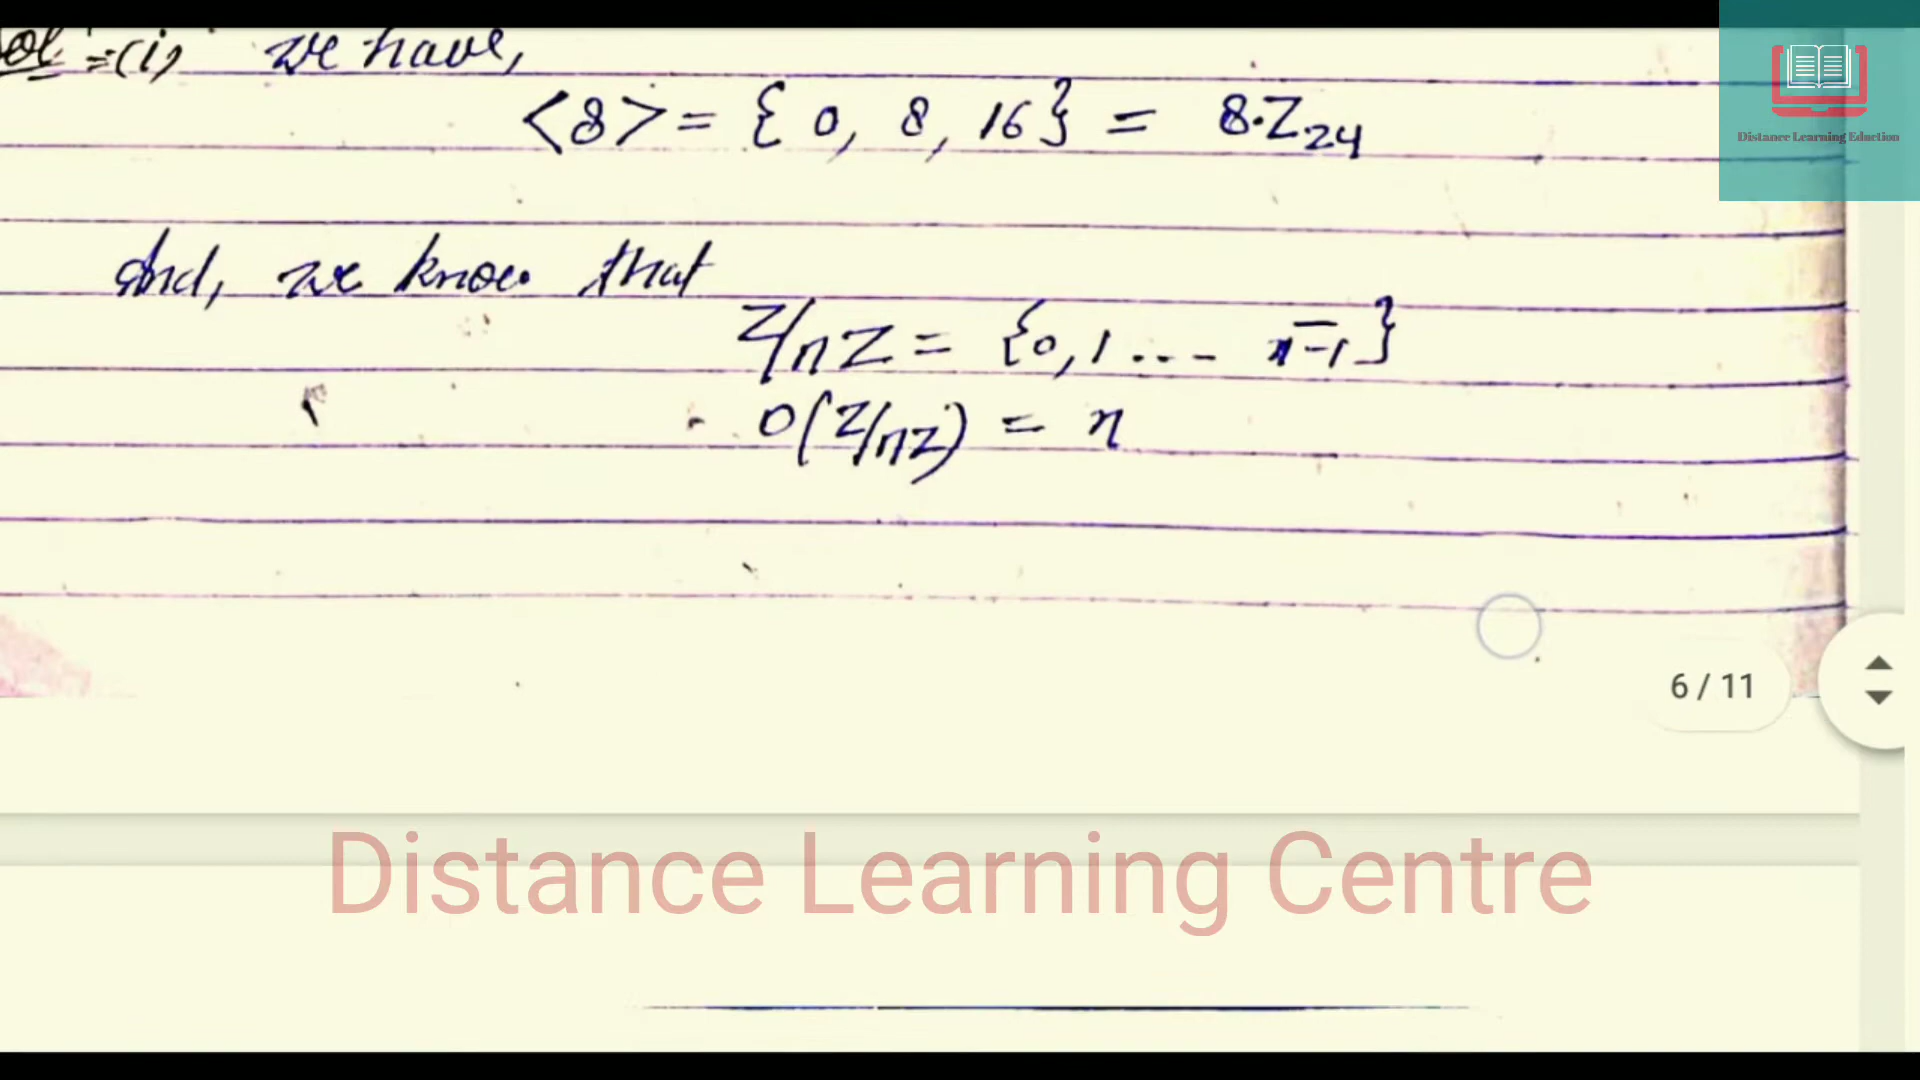 Sol = (i) we have,
<8> = { 0, 8, 16} = 8.Z24
Distance Learning Eduction
And, we know that
Z/nZ = {0, 1 ... n-1}
O(Z/nZ) = n
6 / 11
Distance Learning Centre